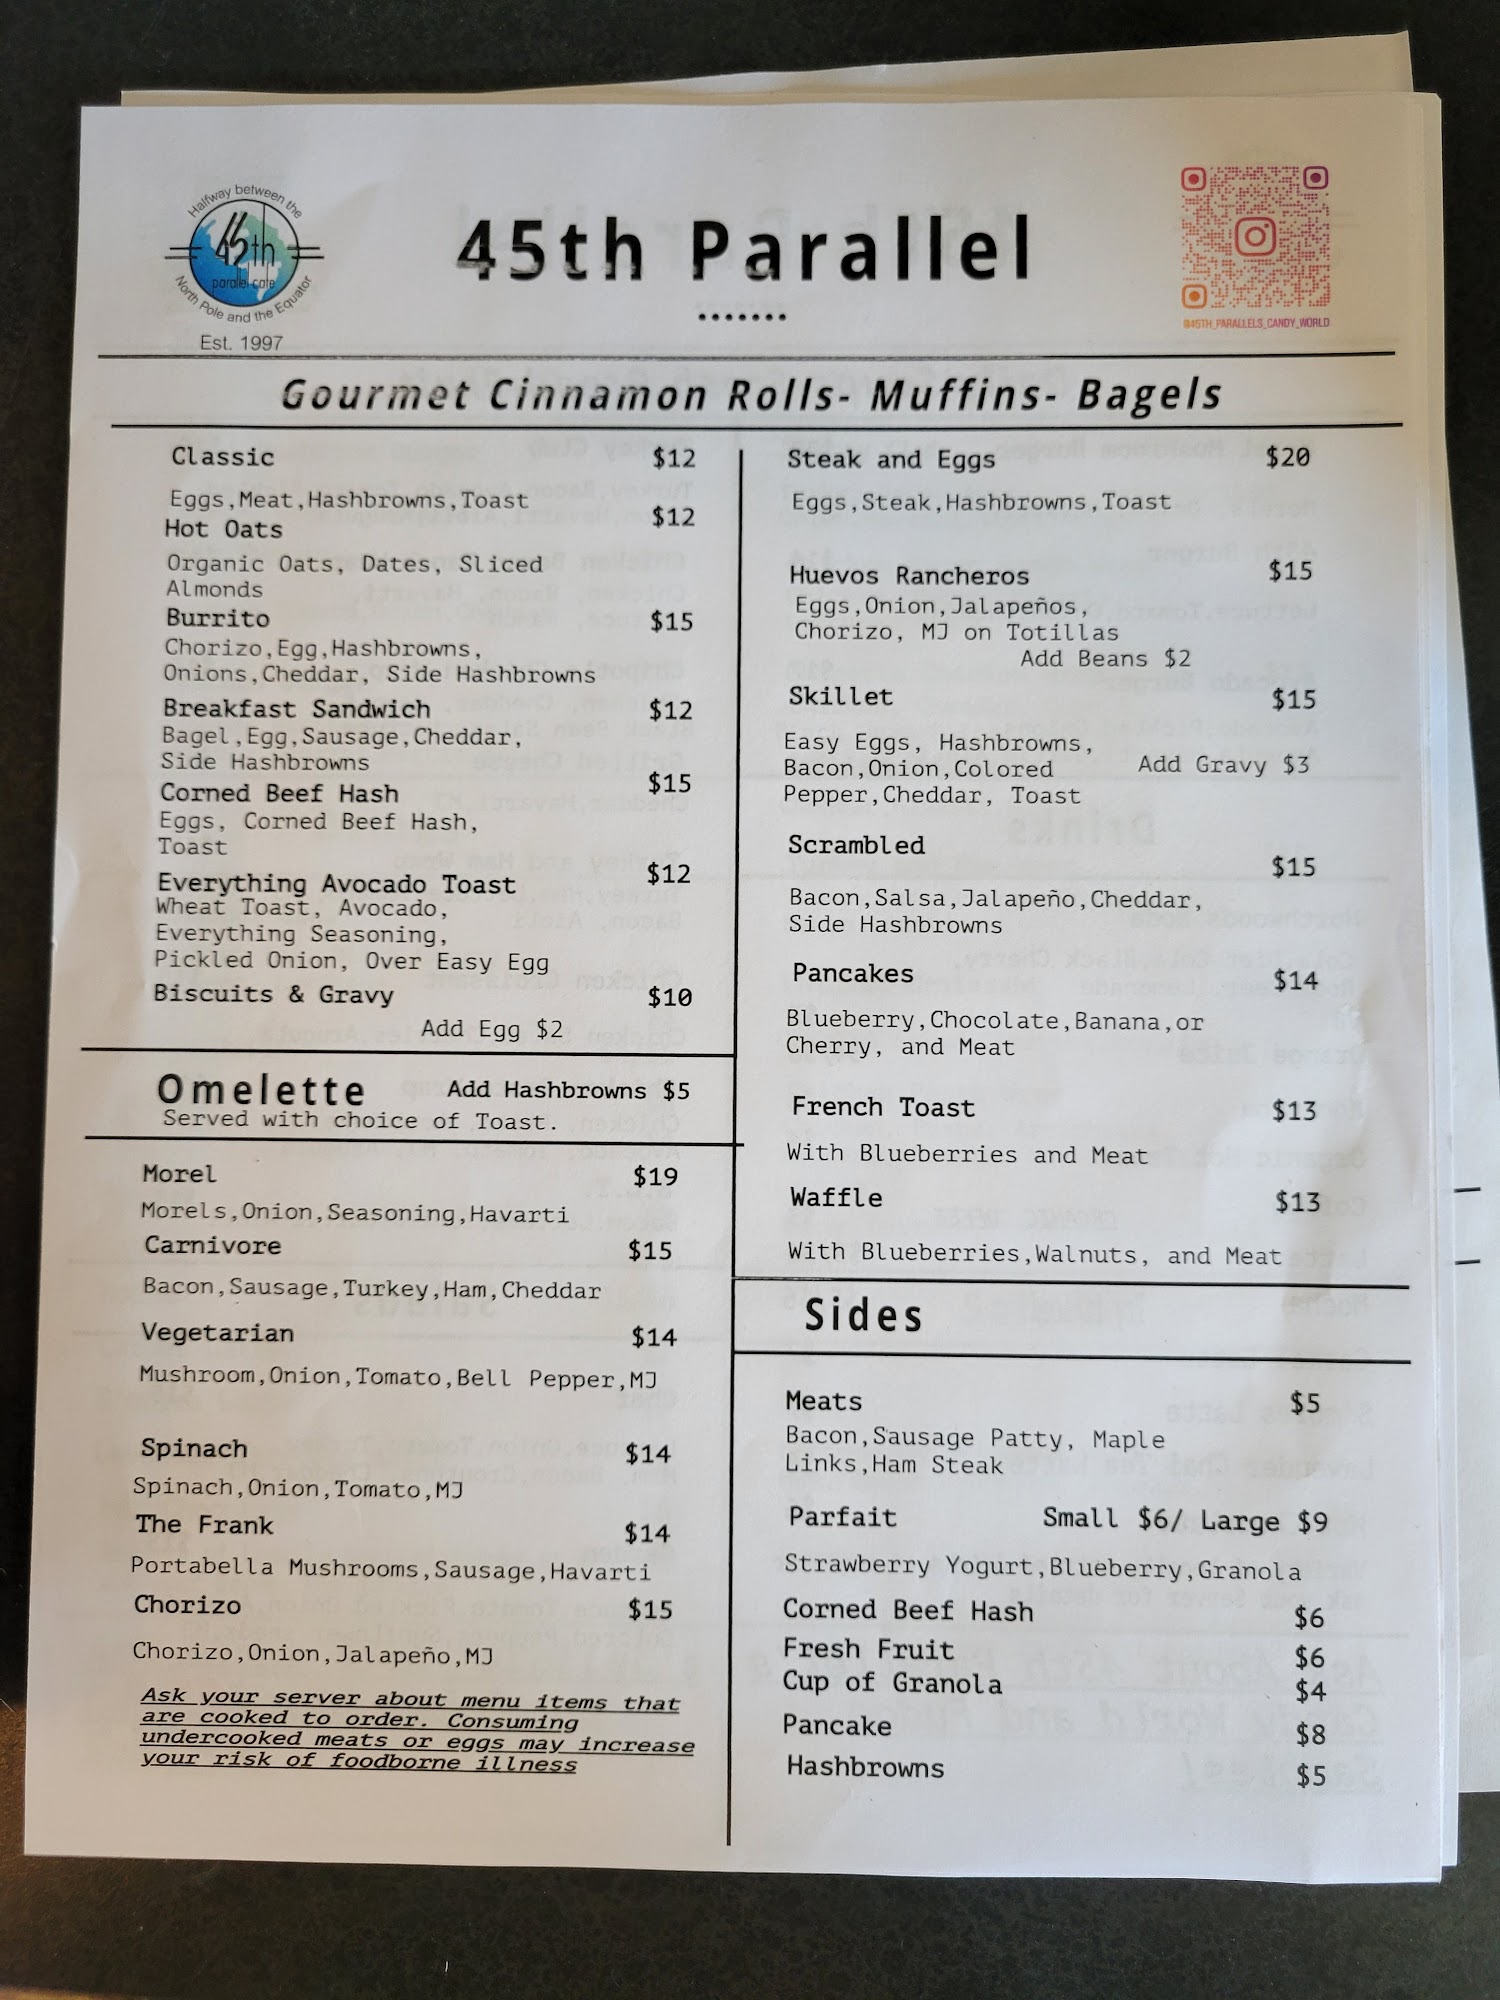 Halfway between the
45th
parallel cafe
North Pole and the Equator
Est. 1997
45th Parallel
@45TH_PARALLELS_CANDY_WORLD
Gourmet Cinnamon Rolls- Muffins- Bagels
Classic $12
Eggs,Meat,Hashbrowns,Toast
Hot Oats $12
Organic Oats, Dates, Sliced
Almonds
Burrito $15
Chorizo,Egg,Hashbrowns,
Onions,Cheddar, Side Hashbrowns
Breakfast Sandwich $12
Bagel,Egg,Sausage,Cheddar,
Side Hashbrowns
Corned Beef Hash $15
Eggs, Corned Beef Hash,
Toast
Everything Avocado Toast $12
Wheat Toast, Avocado,
Everything Seasoning,
Pickled Onion, Over Easy Egg
Biscuits & Gravy $10
Add Egg $2
Omelette Add Hashbrowns $5
Served with choice of Toast.
Morel $19
Morels,Onion,Seasoning,Havarti
Carnivore $15
Bacon,Sausage,Turkey,Ham,Cheddar
Vegetarian $14
Mushroom,Onion,Tomato,Bell Pepper,MJ
Spinach $14
Spinach,Onion,Tomato,MJ
The Frank $14
Portabella Mushrooms,Sausage,Havarti
Chorizo $15
Chorizo,Onion,Jalapeño,MJ
Ask your server about menu items that
are cooked to order. Consuming
undercooked meats or eggs may increase
your risk of foodborne illness
Steak and Eggs $20
Eggs,Steak,Hashbrowns,Toast
Huevos Rancheros $15
Eggs,Onion,Jalapeños,
Chorizo, MJ on Totillas
Add Beans $2
Skillet $15
Easy Eggs, Hashbrowns,
Bacon,Onion,Colored Add Gravy $3
Pepper,Cheddar, Toast
Scrambled $15
Bacon,Salsa,Jalapeño,Cheddar,
Side Hashbrowns
Pancakes $14
Blueberry,Chocolate,Banana,or
Cherry, and Meat
French Toast $13
With Blueberries and Meat
Waffle $13
With Blueberries,Walnuts, and Meat
Sides
Meats $5
Bacon,Sausage Patty, Maple
Links,Ham Steak
Parfait Small $6/ Large $9
Strawberry Yogurt,Blueberry,Granola
Corned Beef Hash $6
Fresh Fruit $6
Cup of Granola $4
Pancake $8
Hashbrowns $5